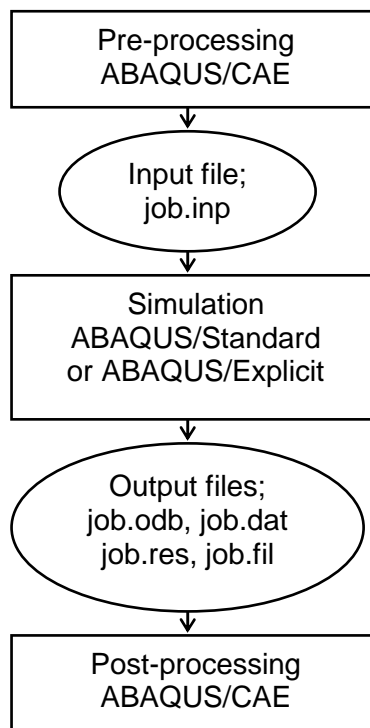 Pre-processing
ABAQUS/CAE
Input file;
job.inp
Simulation
ABAQUS/Standard
or ABAQUS/Explicit
Output files;
job.odb, job.dat
job.res, job.fil
Post-processing
ABAQUS/CAE